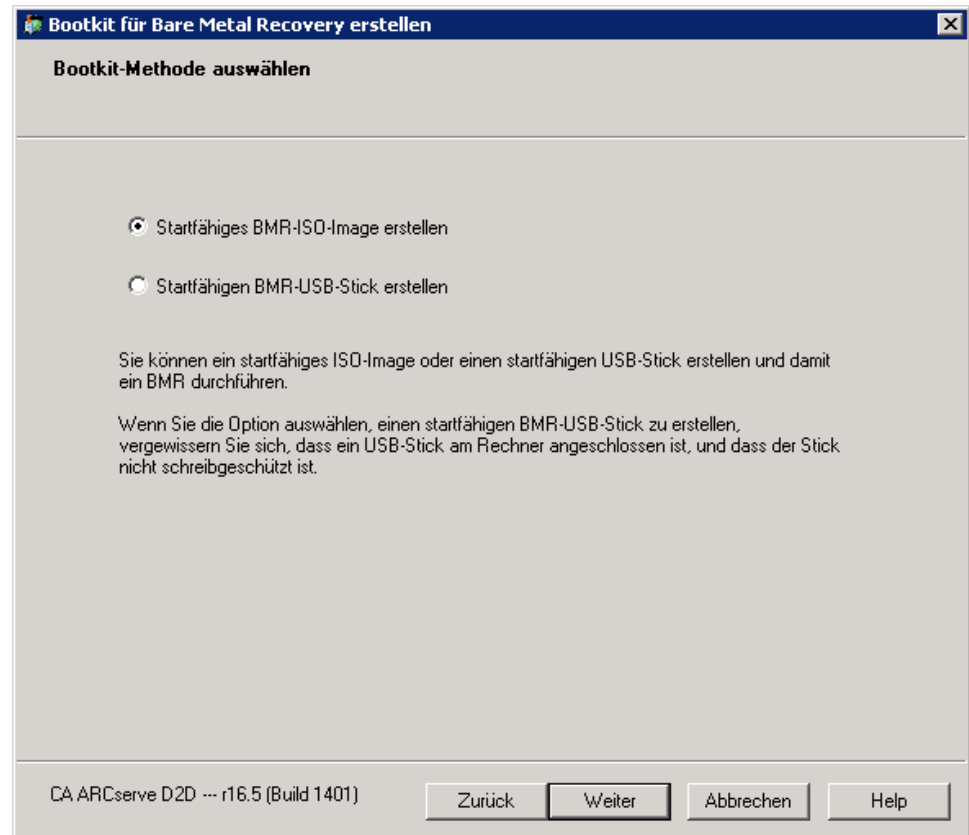 Bootkit für Bare Metal Recovery erstellen
Bootkit-Methode auswählen
Startfähiges BMR-ISO-Image erstellen
Startfähigen BMR-USB-Stick erstellen
Sie können ein startfähiges ISO-Image oder einen startfähigen USB-Stick erstellen und damit
ein BMR durchführen.
Wenn Sie die Option auswählen, einen startfähigen BMR-USB-Stick zu erstellen,
vergewissern Sie sich, dass ein USB-Stick am Rechner angeschlossen ist, und dass der Stick
nicht schreibgeschützt ist.
CA ARCserve D2D --- r16.5 (Build 1401)
Zurück
Weiter
Abbrechen
Help